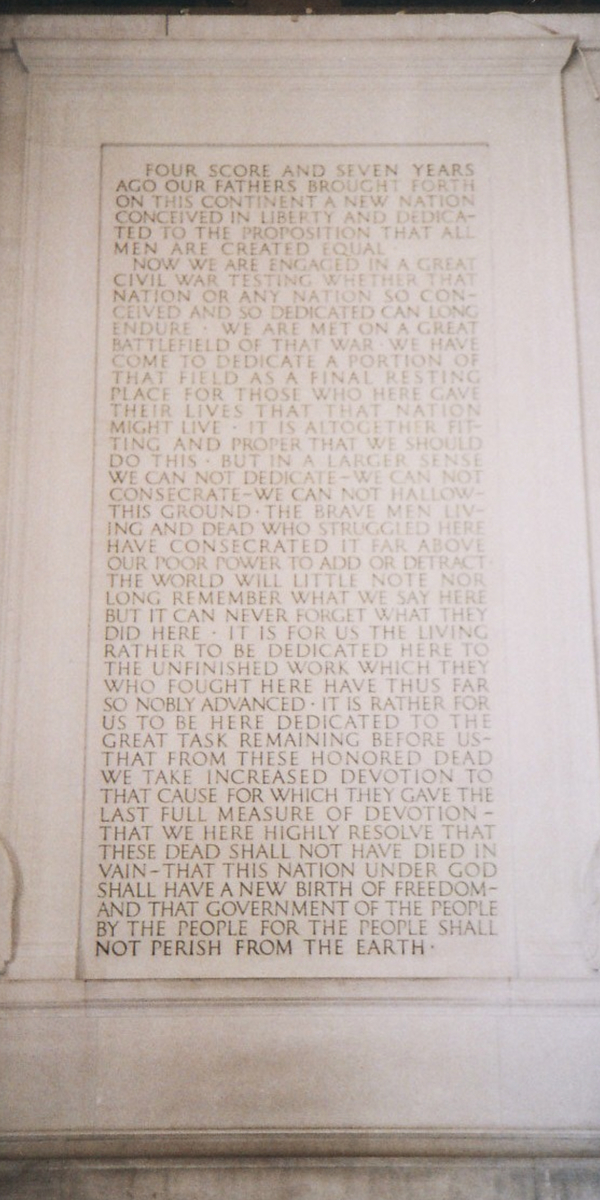 FOUR SCORE AND SEVEN YEARS
AGO OUR FATHERS BROUGHT FORTH
ON THIS CONTINENT A NEW NATION
CONCEIVED IN LIBERTY AND DEDICA-
TED TO THE PROPOSITION THAT ALL
MEN ARE CREATED EQUAL
NOW WE ARE ENGAGED IN A GREAT
CIVIL WAR TESTING WHETHER THAT
NATION OR ANY NATION SO CON-
CEIVED AND SO DEDICATED CAN LONG
ENDURE · WE ARE MET ON A GREAT
BATTLEFIELD OF THAT WAR · WE HAVE
COME TO DEDICATE A PORTION OF
THAT FIELD AS A FINAL RESTING
PLACE FOR THOSE WHO HERE GAVE
THEIR LIVES THAT THAT NATION
MIGHT LIVE · IT IS ALTOGETHER FIT-
TING AND PROPER THAT WE SHOULD
DO THIS · BUT IN A LARGER SENSE
WE CAN NOT DEDICATE-WE CAN NOT
CONSECRATE-WE CAN NOT HALLOW-
THIS GROUND · THE BRAVE MEN LIV-
ING AND DEAD WHO STRUGGLED HERE
HAVE CONSECRATED IT FAR ABOVE
OUR POOR POWER TO ADD OR DETRACT·
THE WORLD WILL LITTLE NOTE NOR
LONG REMEMBER WHAT WE SAY HERE
BUT IT CAN NEVER FORGET WHAT THEY
DID HERE · IT IS FOR US THE LIVING
RATHER TO BE DEDICATED HERE TO
THE UNFINISHED WORK WHICH THEY
WHO FOUGHT HERE HAVE THUS FAR
SO NOBLY ADVANCED · IT IS RATHER FOR
US TO BE HERE DEDICATED TO THE
GREAT TASK REMAINING BEFORE US-
THAT FROM THESE HONORED DEAD
WE TAKE INCREASED DEVOTION TO
THAT CAUSE FOR WHICH THEY GAVE THE
LAST FULL MEASURE OF DEVOTION-
THAT WE HERE HIGHLY RESOLVE THAT
THESE DEAD SHALL NOT HAVE DIED IN
VAIN-THAT THIS NATION UNDER GOD
SHALL HAVE A NEW BIRTH OF FREEDOM-
AND THAT GOVERNMENT OF THE PEOPLE
BY THE PEOPLE FOR THE PEOPLE SHALL
NOT PERISH FROM THE EARTH·